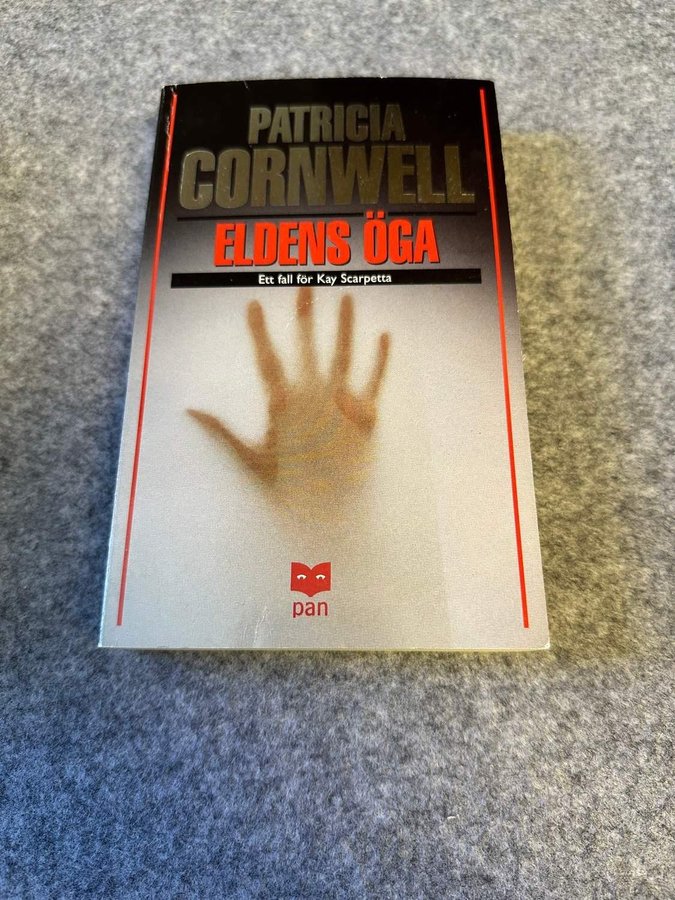 PATRICIA
CORNWELL
ELDENS ÖGA
Ett fall för Kay Scarpetta
pan